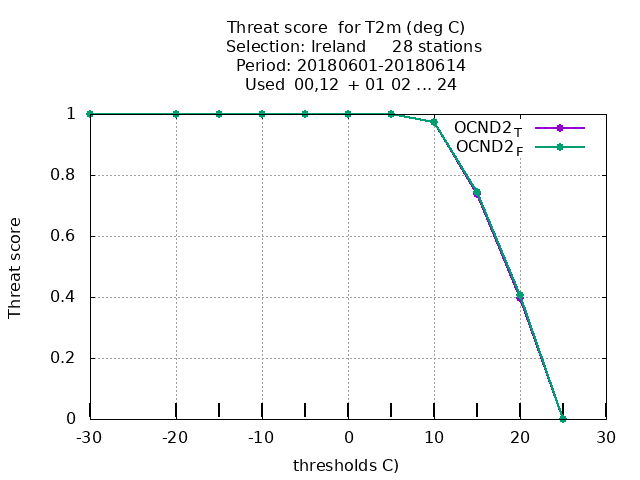 Threat score  for T2m (deg C)
Selection: Ireland     28 stations
Period: 20180601-20180614
Used  00,12  + 01 02 ... 24
OCND2_T
OCND2_F
Threat score
1
0.8
0.6
0.4
0.2
0
-30 -20 -10 0 10 20 30
thresholds C)